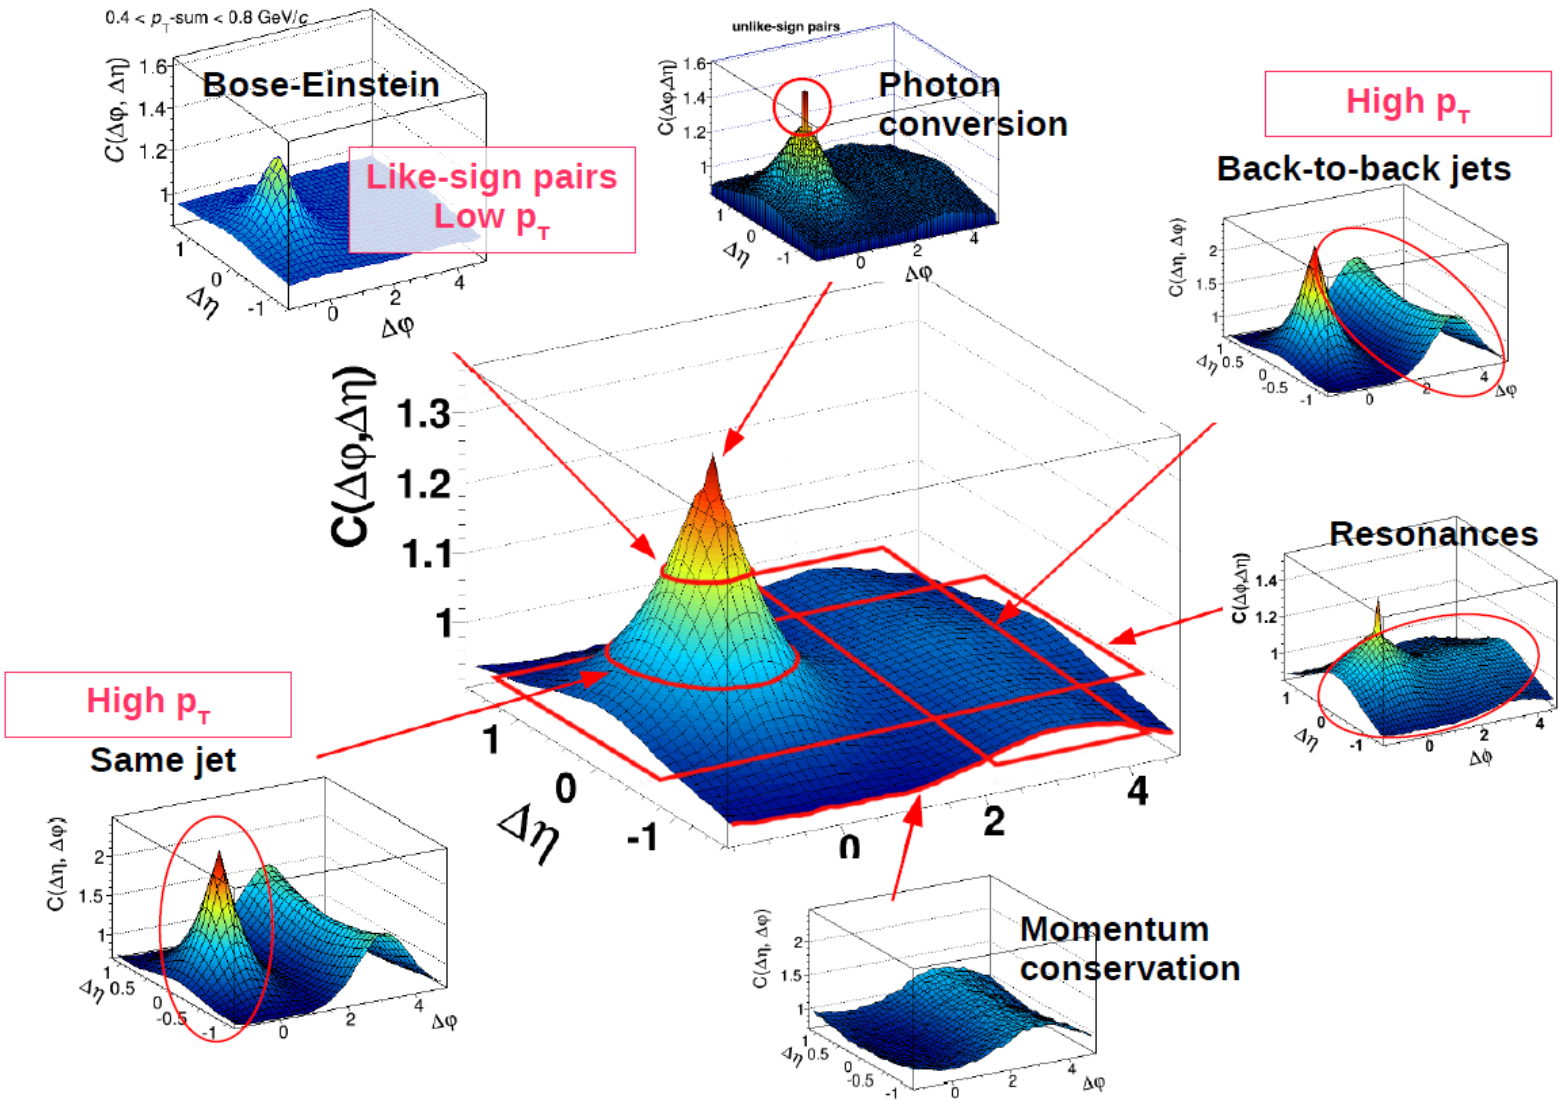 0.4 < pT-sum < 0.8 GeV/c
C(Δφ, Δη)
1.6
1.4
1.2
1
Bose-Einstein
Like-sign pairs
Low pT
1
0
-1
Δη
0
2
4
Δφ
unlike-sign pairs
C(Δφ,Δη)
1.6
1.4
1.2
1
Photon
conversion
1
0
-1
Δη
0
2
4
Δφ
High pT
Back-to-back jets
C(Δη, Δφ)
2
1.5
1
1
0.5
0
-0.5
-1
Δη
0
2
4
Δφ
C(Δφ,Δη)
1.3
1.2
1.1
1
1
0
-1
Δη
0
2
4
Resonances
C(Δϕ,Δη)
1.4
1.2
1
1
0
-1
Δη
0
2
4
Δϕ
High pT
Same jet
C(Δη, Δφ)
2
1.5
1
1
0.5
0
-0.5
-1
Δη
0
2
4
Δφ
Momentum
conservation
C(Δη, Δφ)
2
1.5
1
1
0.5
0
-0.5
-1
Δη
0
2
4
Δφ